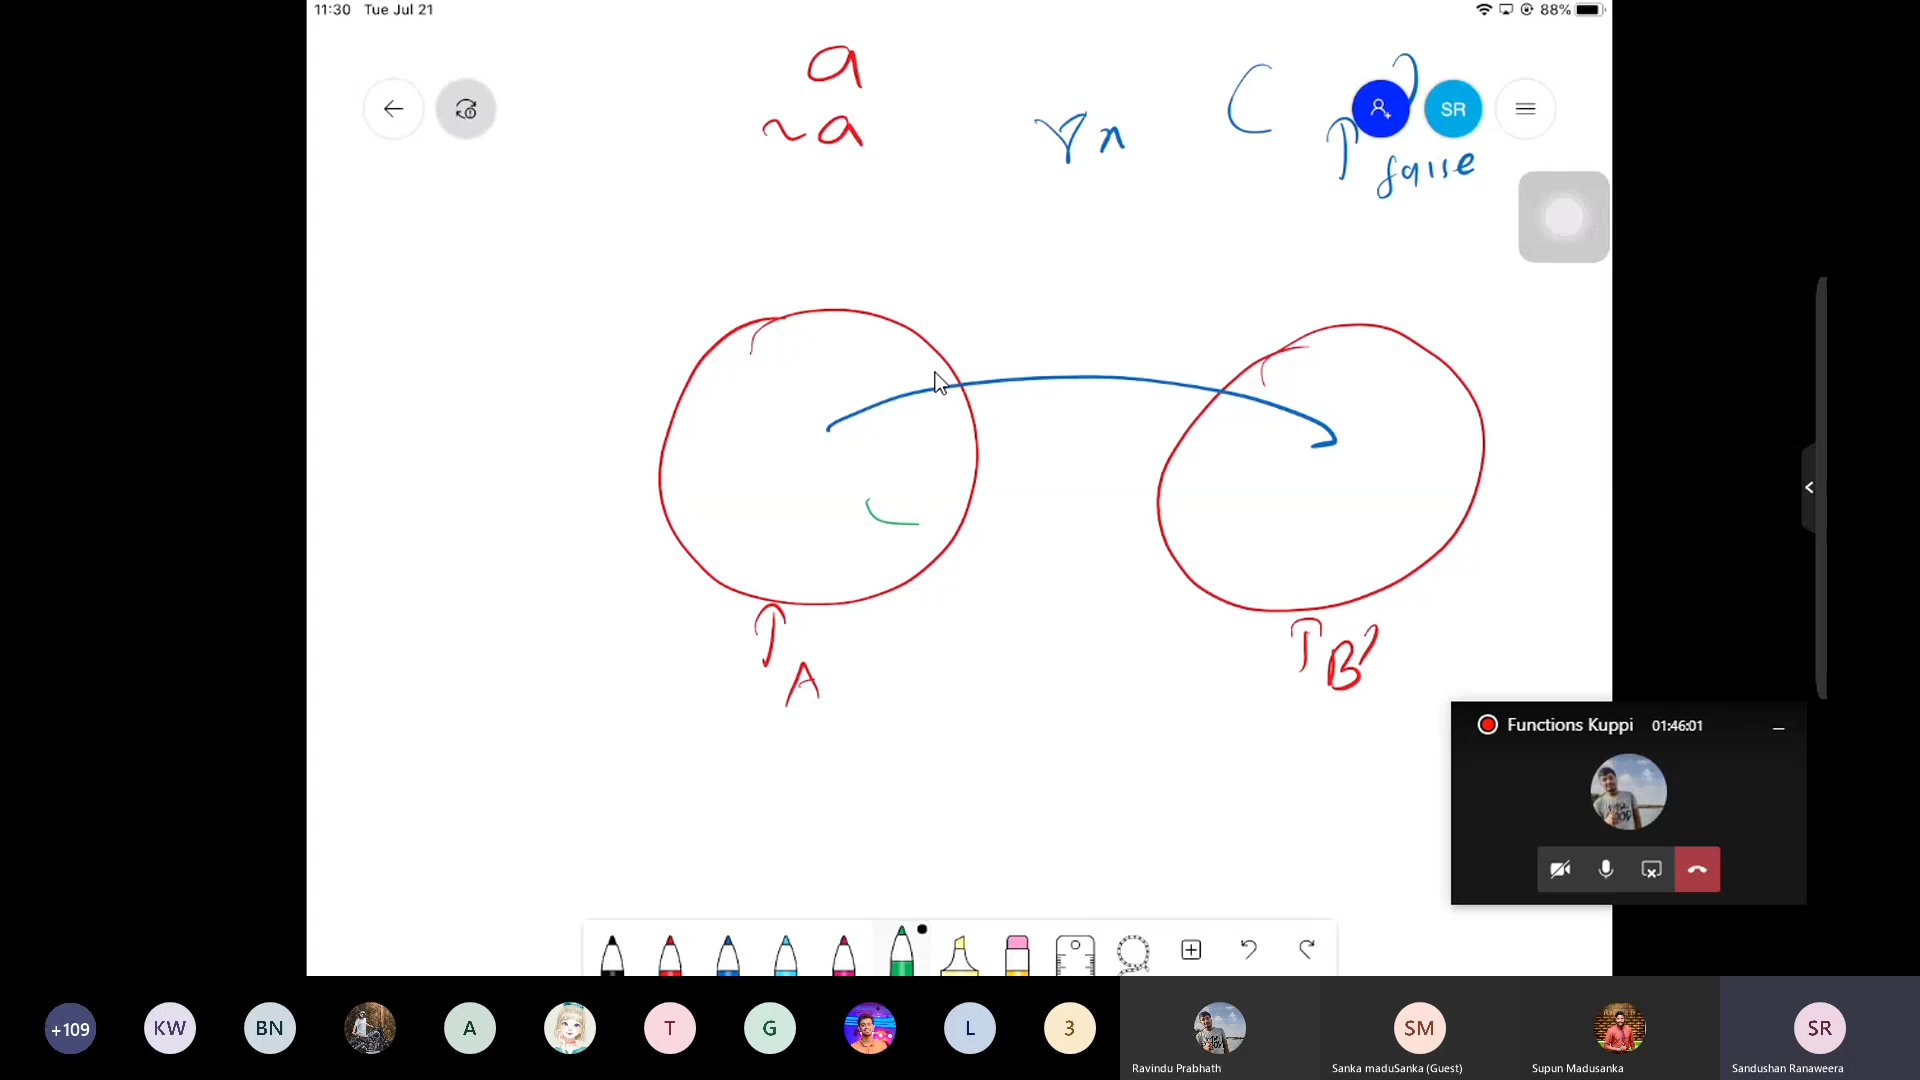 11:30 Tue Jul 21
88%
a
~a
∀x
SR
false
A
B
Functions Kuppi 01:46:01
+109
KW
BN
A
T
G
L
3
SM
SR
Ravindu Prabhath
Sanka maduSanka (Guest)
Supun Madusanka
Sandushan Ranaweera